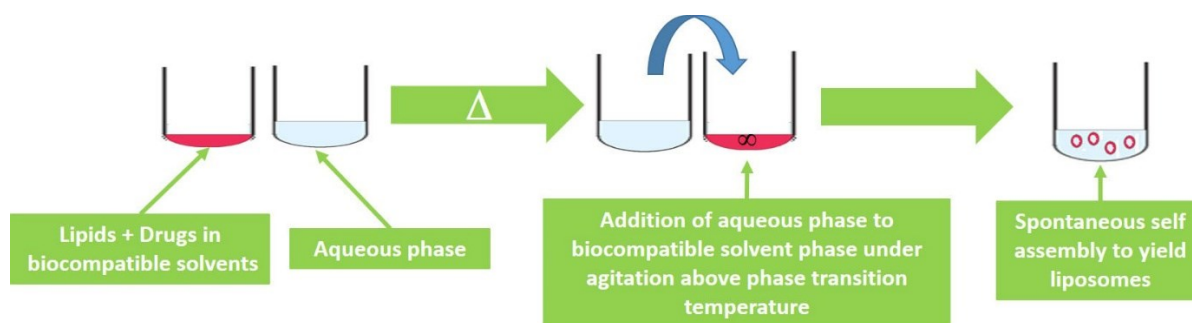 Δ
∞
Lipids + Drugs in
biocompatible solvents
Aqueous phase
Addition of aqueous phase to
biocompatible solvent phase under
agitation above phase transition
temperature
Spontaneous self
assembly to yield
liposomes